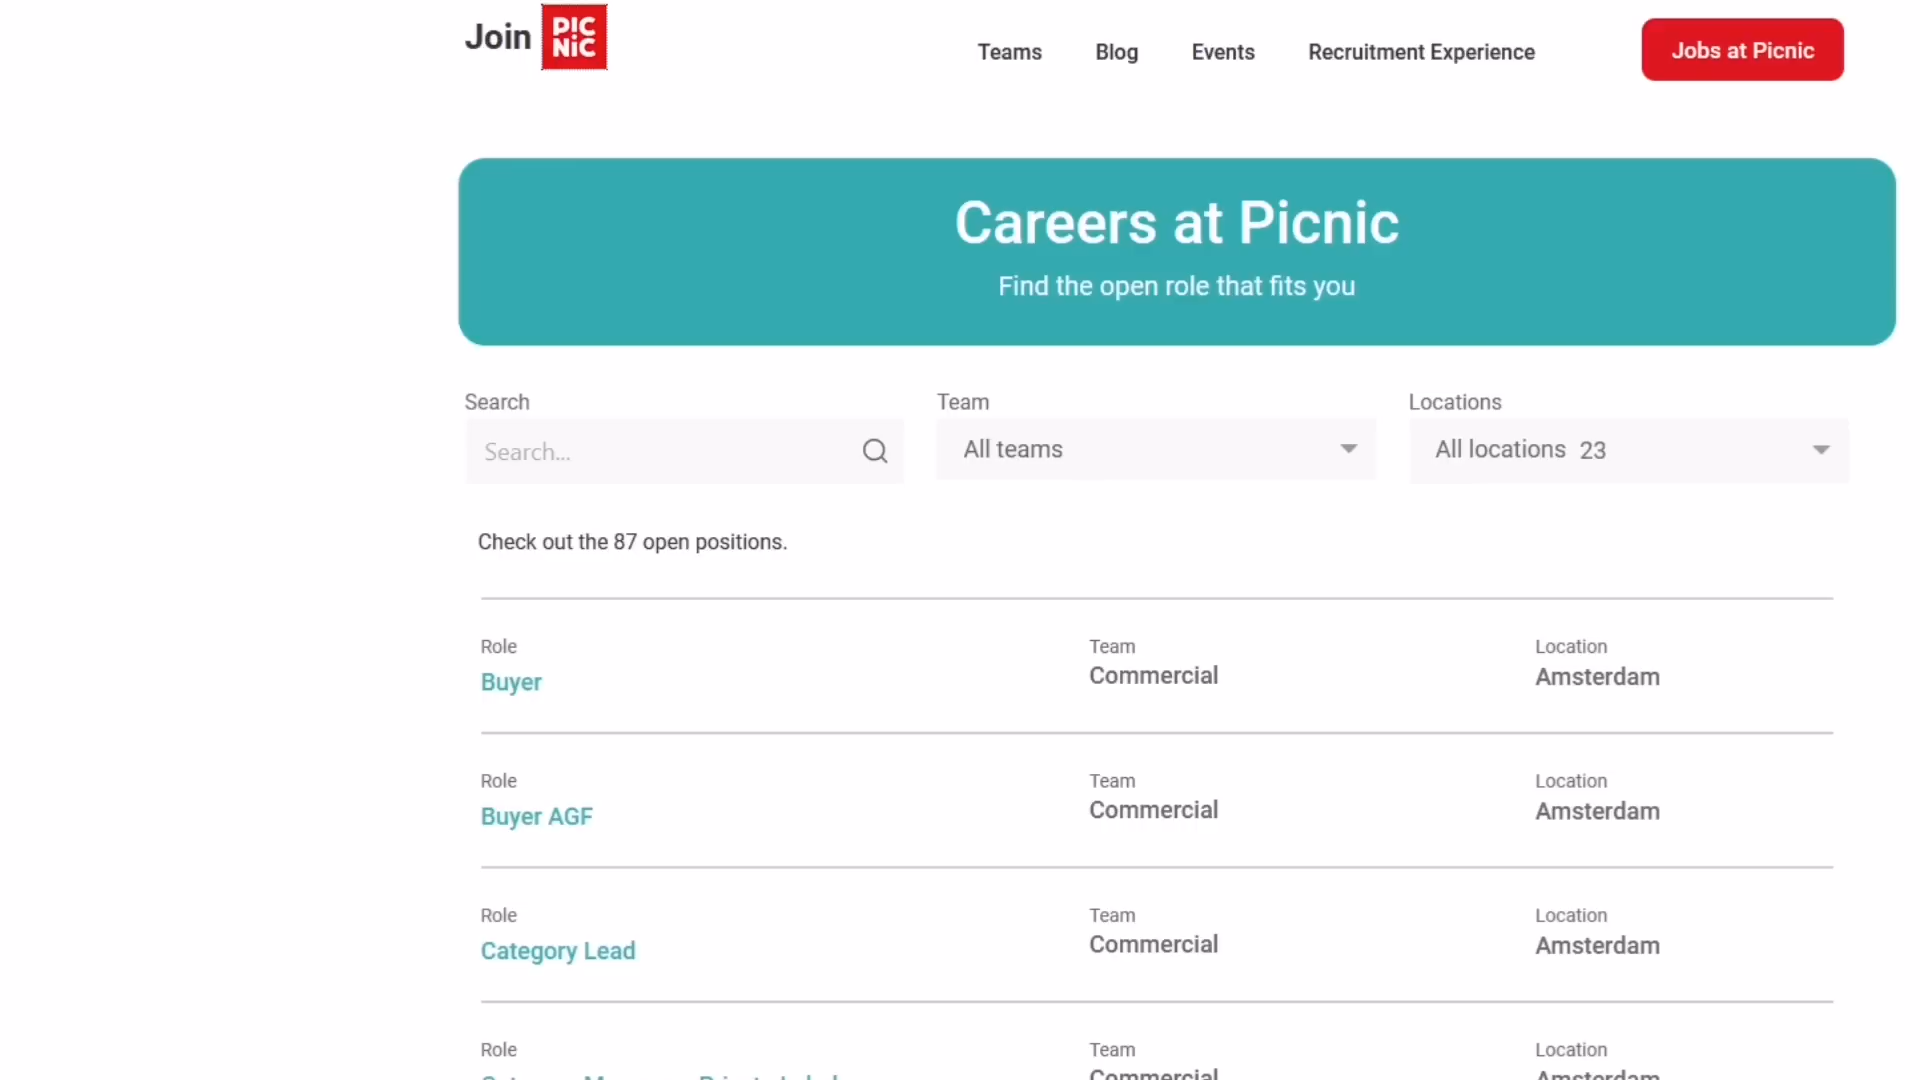 Join PIC NiC
Teams Blog Events Recruitment Experience Jobs at Picnic
Careers at Picnic
Find the open role that fits you
Search Team Locations
Search... All teams All locations 23
Check out the 87 open positions.
Role Team Location
Buyer Commercial Amsterdam
Role Team Location
Buyer AGF Commercial Amsterdam
Role Team Location
Category Lead Commercial Amsterdam
Role Team Location
Commercial Amsterdam